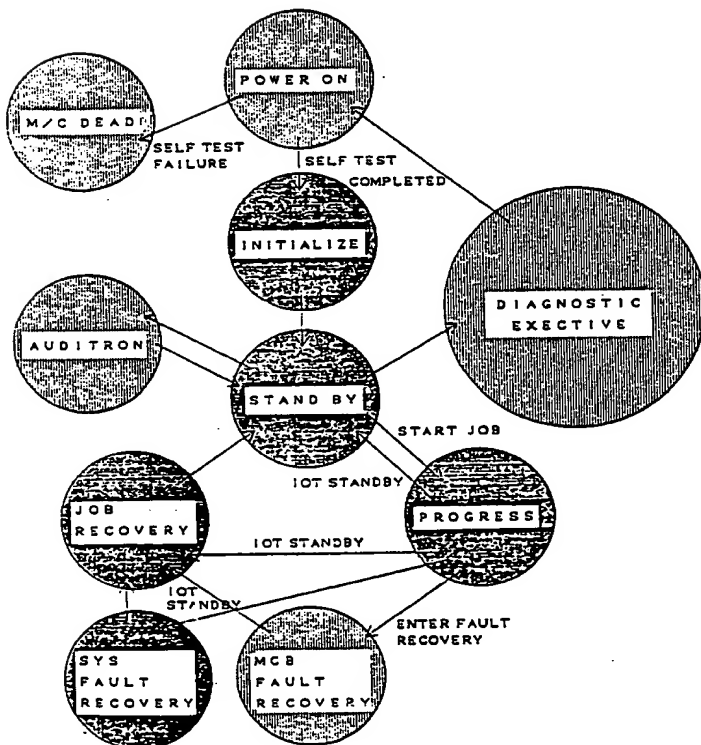 POWER ON
M/C DEAD
SELF TEST
FAILURE
SELF TEST
COMPLETED
INITIALIZE
DIAGNOSTIC
EXECTIVE
AUDITRON
STAND BY
START JOB
IOT STANDBY
JOB
RECOVERY
PROGRESS
IOT STANDBY
IOT
STANDBY
ENTER FAULT
RECOVERY
SYS
FAULT
RECOVERY
MCB
FAULT
RECOVERY